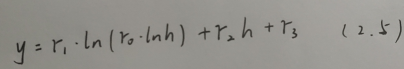 y = r₁ · ln(r₀ · lnh) + r₂h + r₃ (2.5)